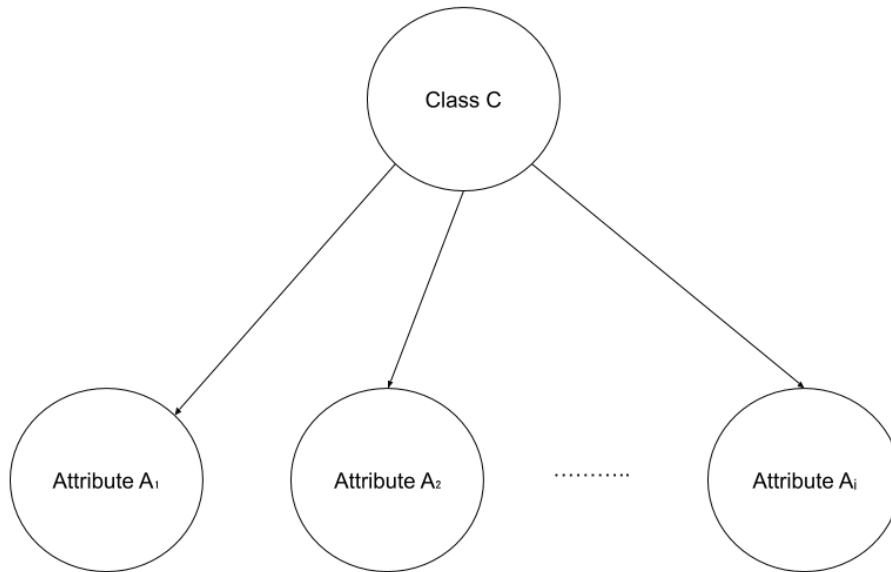 Class C
Attribute A₁
Attribute A₂
...........
Attribute Aᵢ